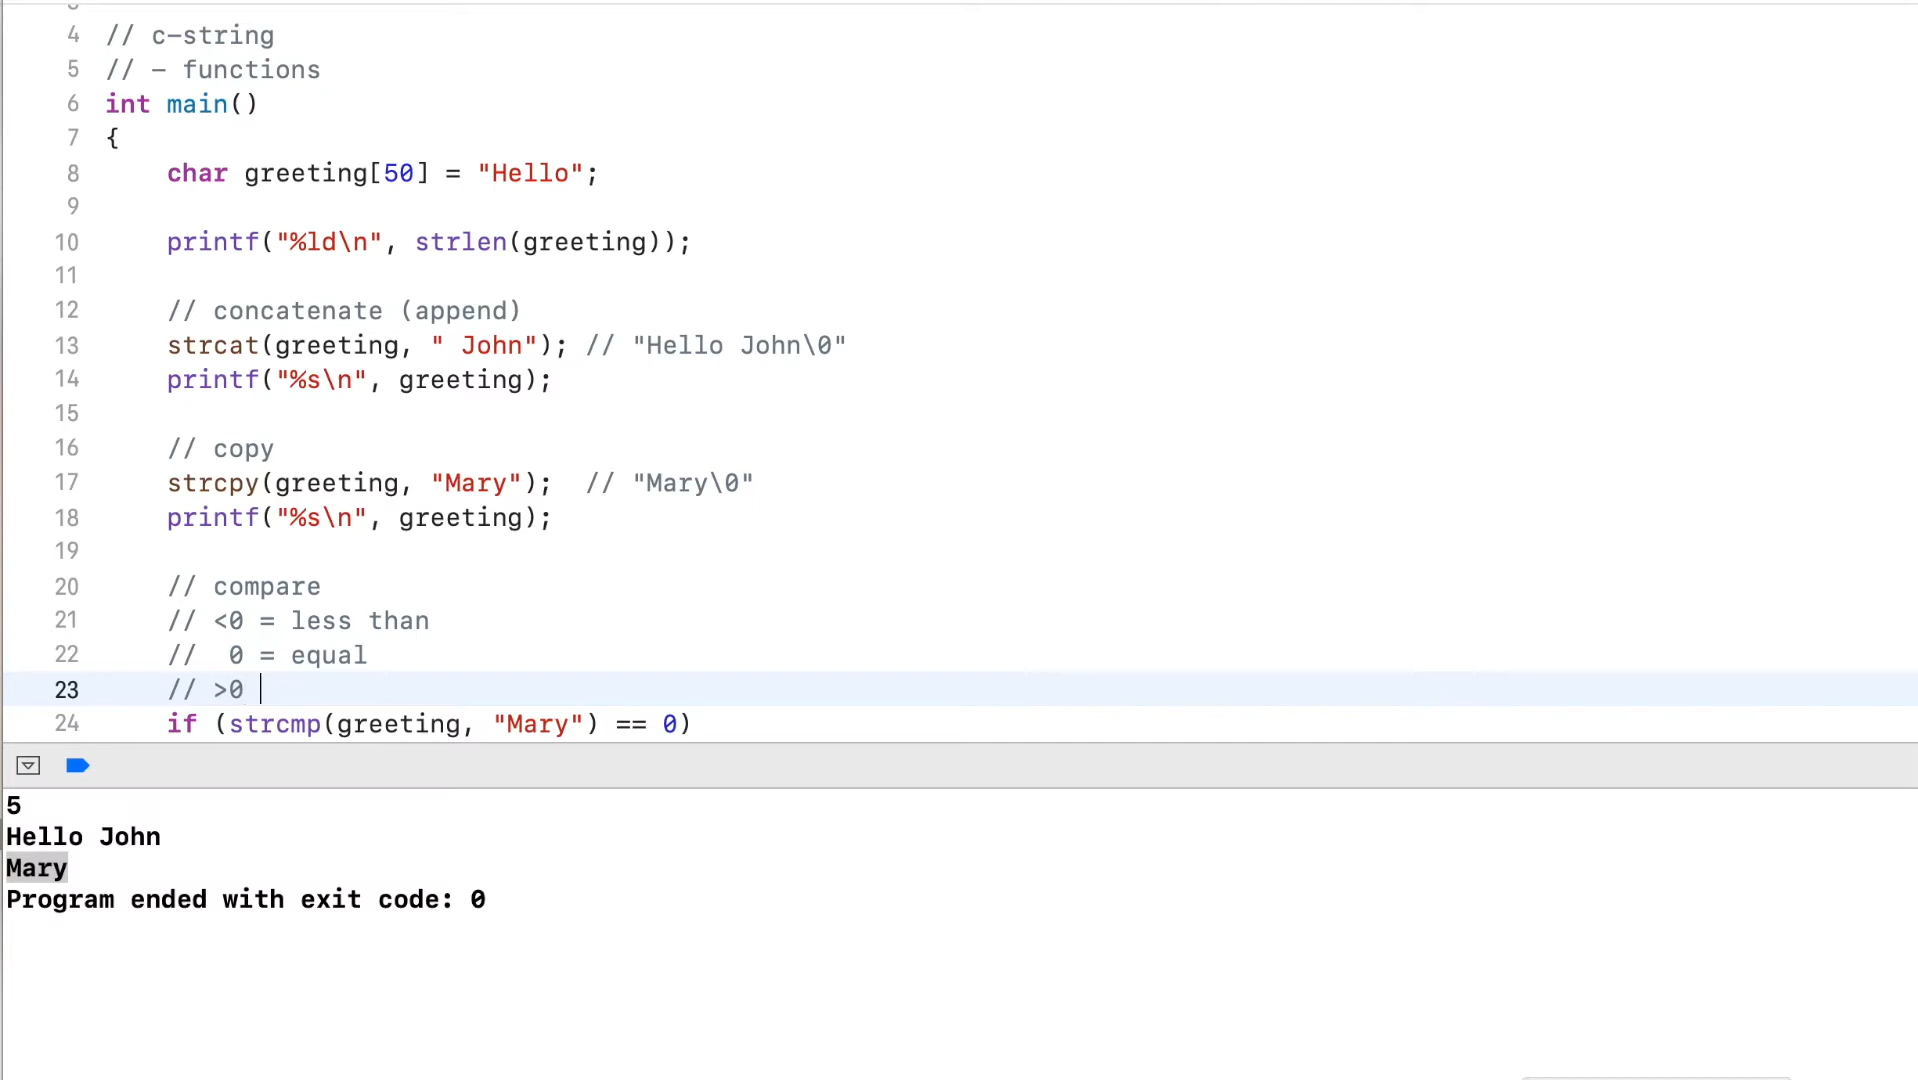 4 // c-string
5 // - functions
6 int main()
7 {
8 char greeting[50] = "Hello";
9
10 printf("%ld\n", strlen(greeting));
11
12 // concatenate (append)
13 strcat(greeting, " John"); // "Hello John\0"
14 printf("%s\n", greeting);
15
16 // copy
17 strcpy(greeting, "Mary");  // "Mary\0"
18 printf("%s\n", greeting);
19
20 // compare
21 // <0 = less than
22 //  0 = equal
23 // >0
24 if (strcmp(greeting, "Mary") == 0)
5
Hello John
Mary
Program ended with exit code: 0